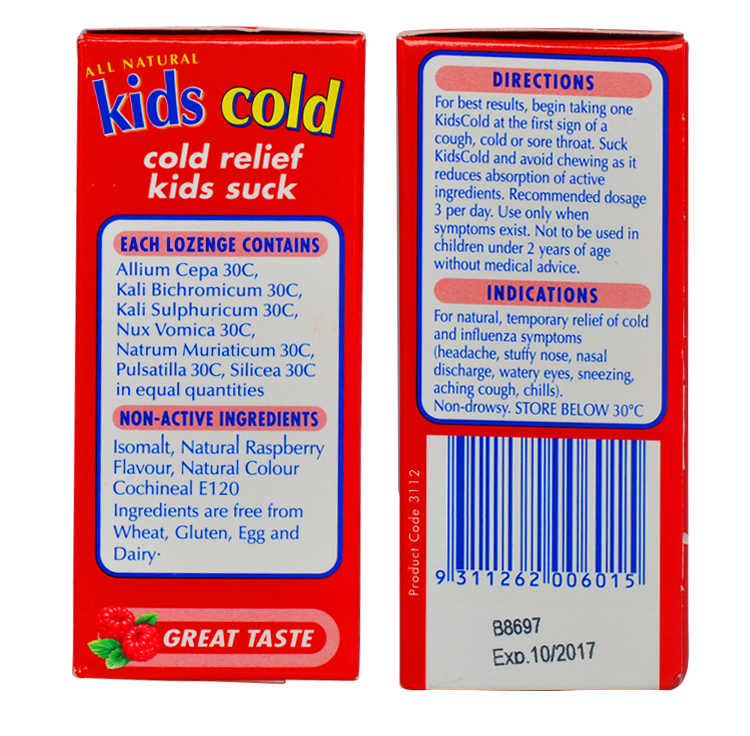 ALL NATURAL
kids cold
cold relief
kids suck
EACH LOZENGE CONTAINS
Allium Cepa 30C,
Kali Bichromicum 30C,
Kali Sulphuricum 30C,
Nux Vomica 30C,
Natrum Muriaticum 30C,
Pulsatilla 30C, Silicea 30C
in equal quantities
NON-ACTIVE INGREDIENTS
Isomalt, Natural Raspberry
Flavour, Natural Colour
Cochineal E120
Ingredients are free from
Wheat, Gluten, Egg and
Dairy·
GREAT TASTE
DIRECTIONS
For best results, begin taking one
KidsCold at the first sign of a
cough, cold or sore throat. Suck
KidsCold and avoid chewing as it
reduces absorption of active
ingredients. Recommended dosage
3 per day. Use only when
symptoms exist. Not to be used in
children under 2 years of age
without medical advice.
INDICATIONS
For natural, temporary relief of cold
and influenza symptoms
(headache, stuffy nose, nasal
discharge, watery eyes, sneezing,
aching cough, chills).
Non-drowsy. STORE BELOW 30°C
Product Code 3112
9 311262 006015
B8697
Exp.10/2017